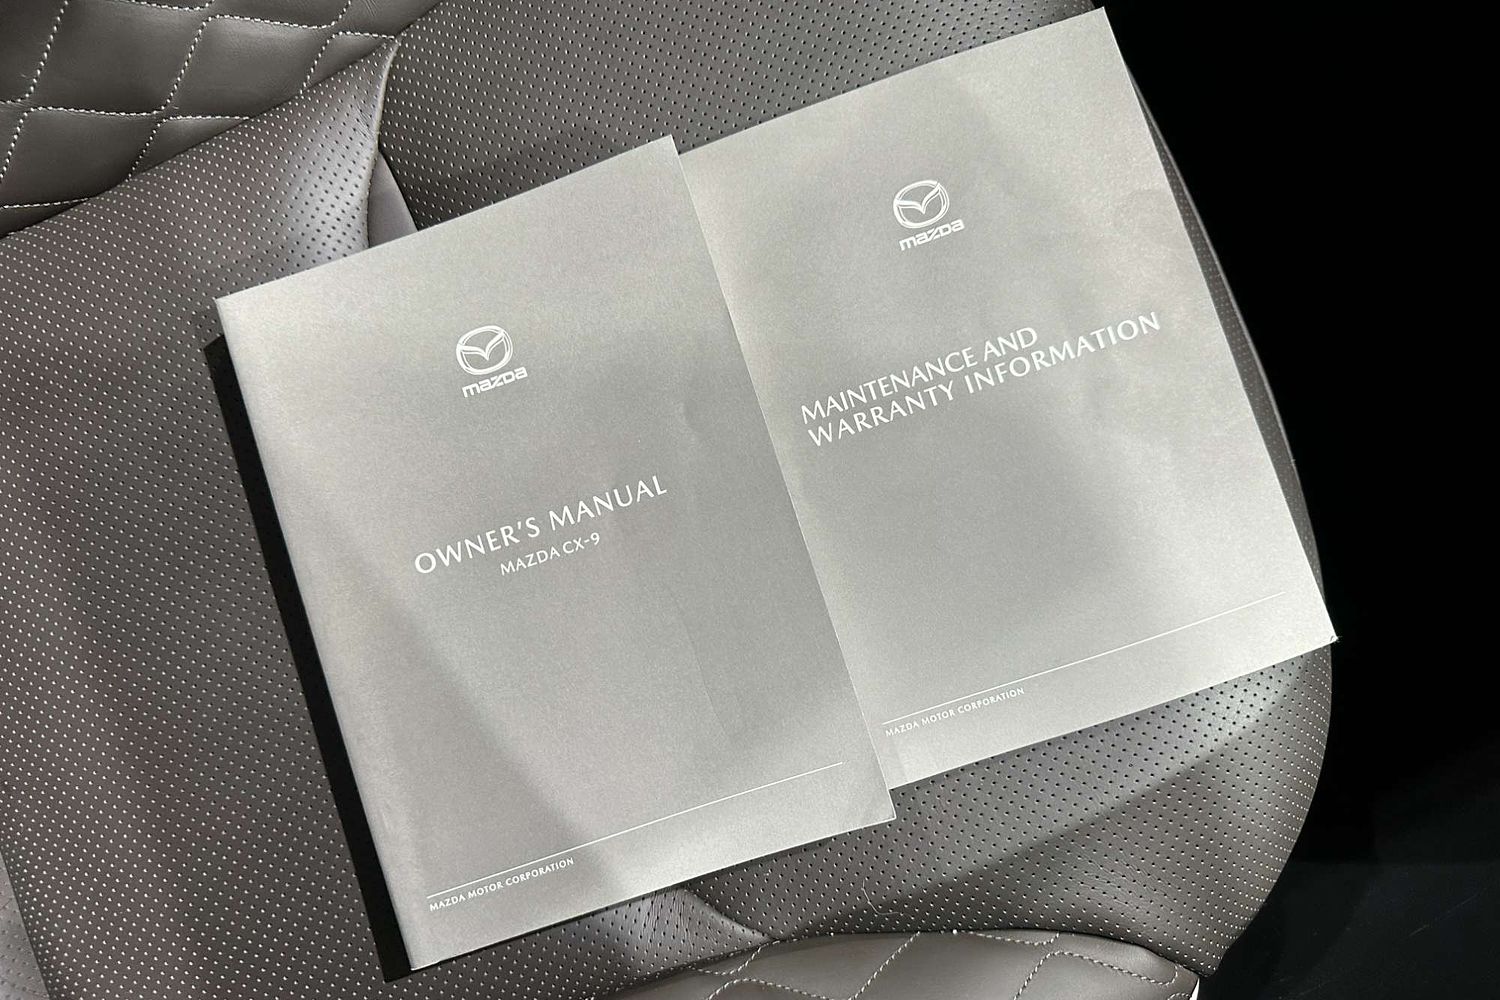 mazda
OWNER'S MANUAL
MAZDA CX-9
MAZDA MOTOR CORPORATION
mazda
MAINTENANCE AND
WARRANTY INFORMATION
MAZDA MOTOR CORPORATION